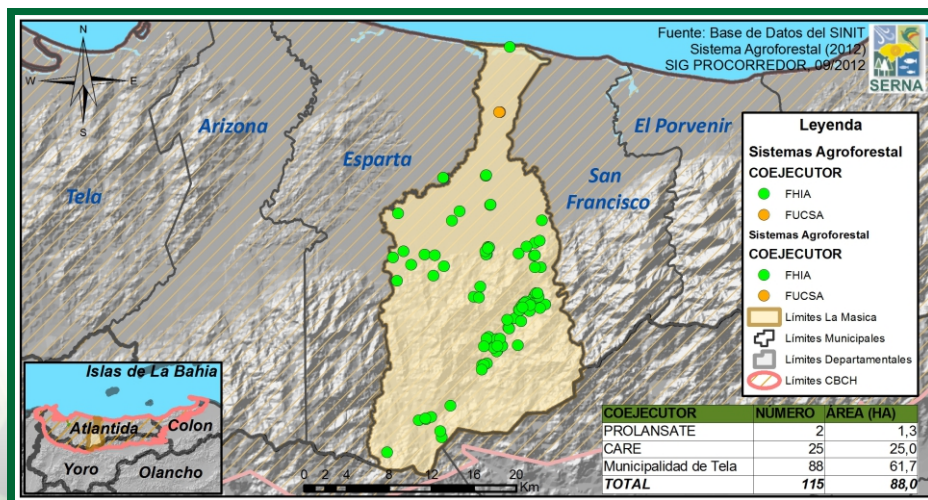 Fuente: Base de Datos del SINIT
Sistema Agroforestal (2012)
SIG PROCORREDOR, 09/2012
SERNA
N
W
E
S
Arizona
Esparta
El Porvenir
San
Francisco
Tela
Leyenda
Sistemas Agroforestal
COEJECUTOR
FHIA
FUCSA
Sistemas Agroforestal
COEJECUTOR
FHIA
FUCSA
Límites La Masica
Límites Municipales
Límites Departamentales
Límites CBCH
Islas de La Bahia
Atlantida
Colon
Yoro
Olancho
0 2 4 8 12 16 20
Km
COEJECUTOR NÚMERO ÁREA (HA)
PROLANSATE 2 1,3
CARE 25 25,0
Municipalidad de Tela 88 61,7
TOTAL 115 88,0